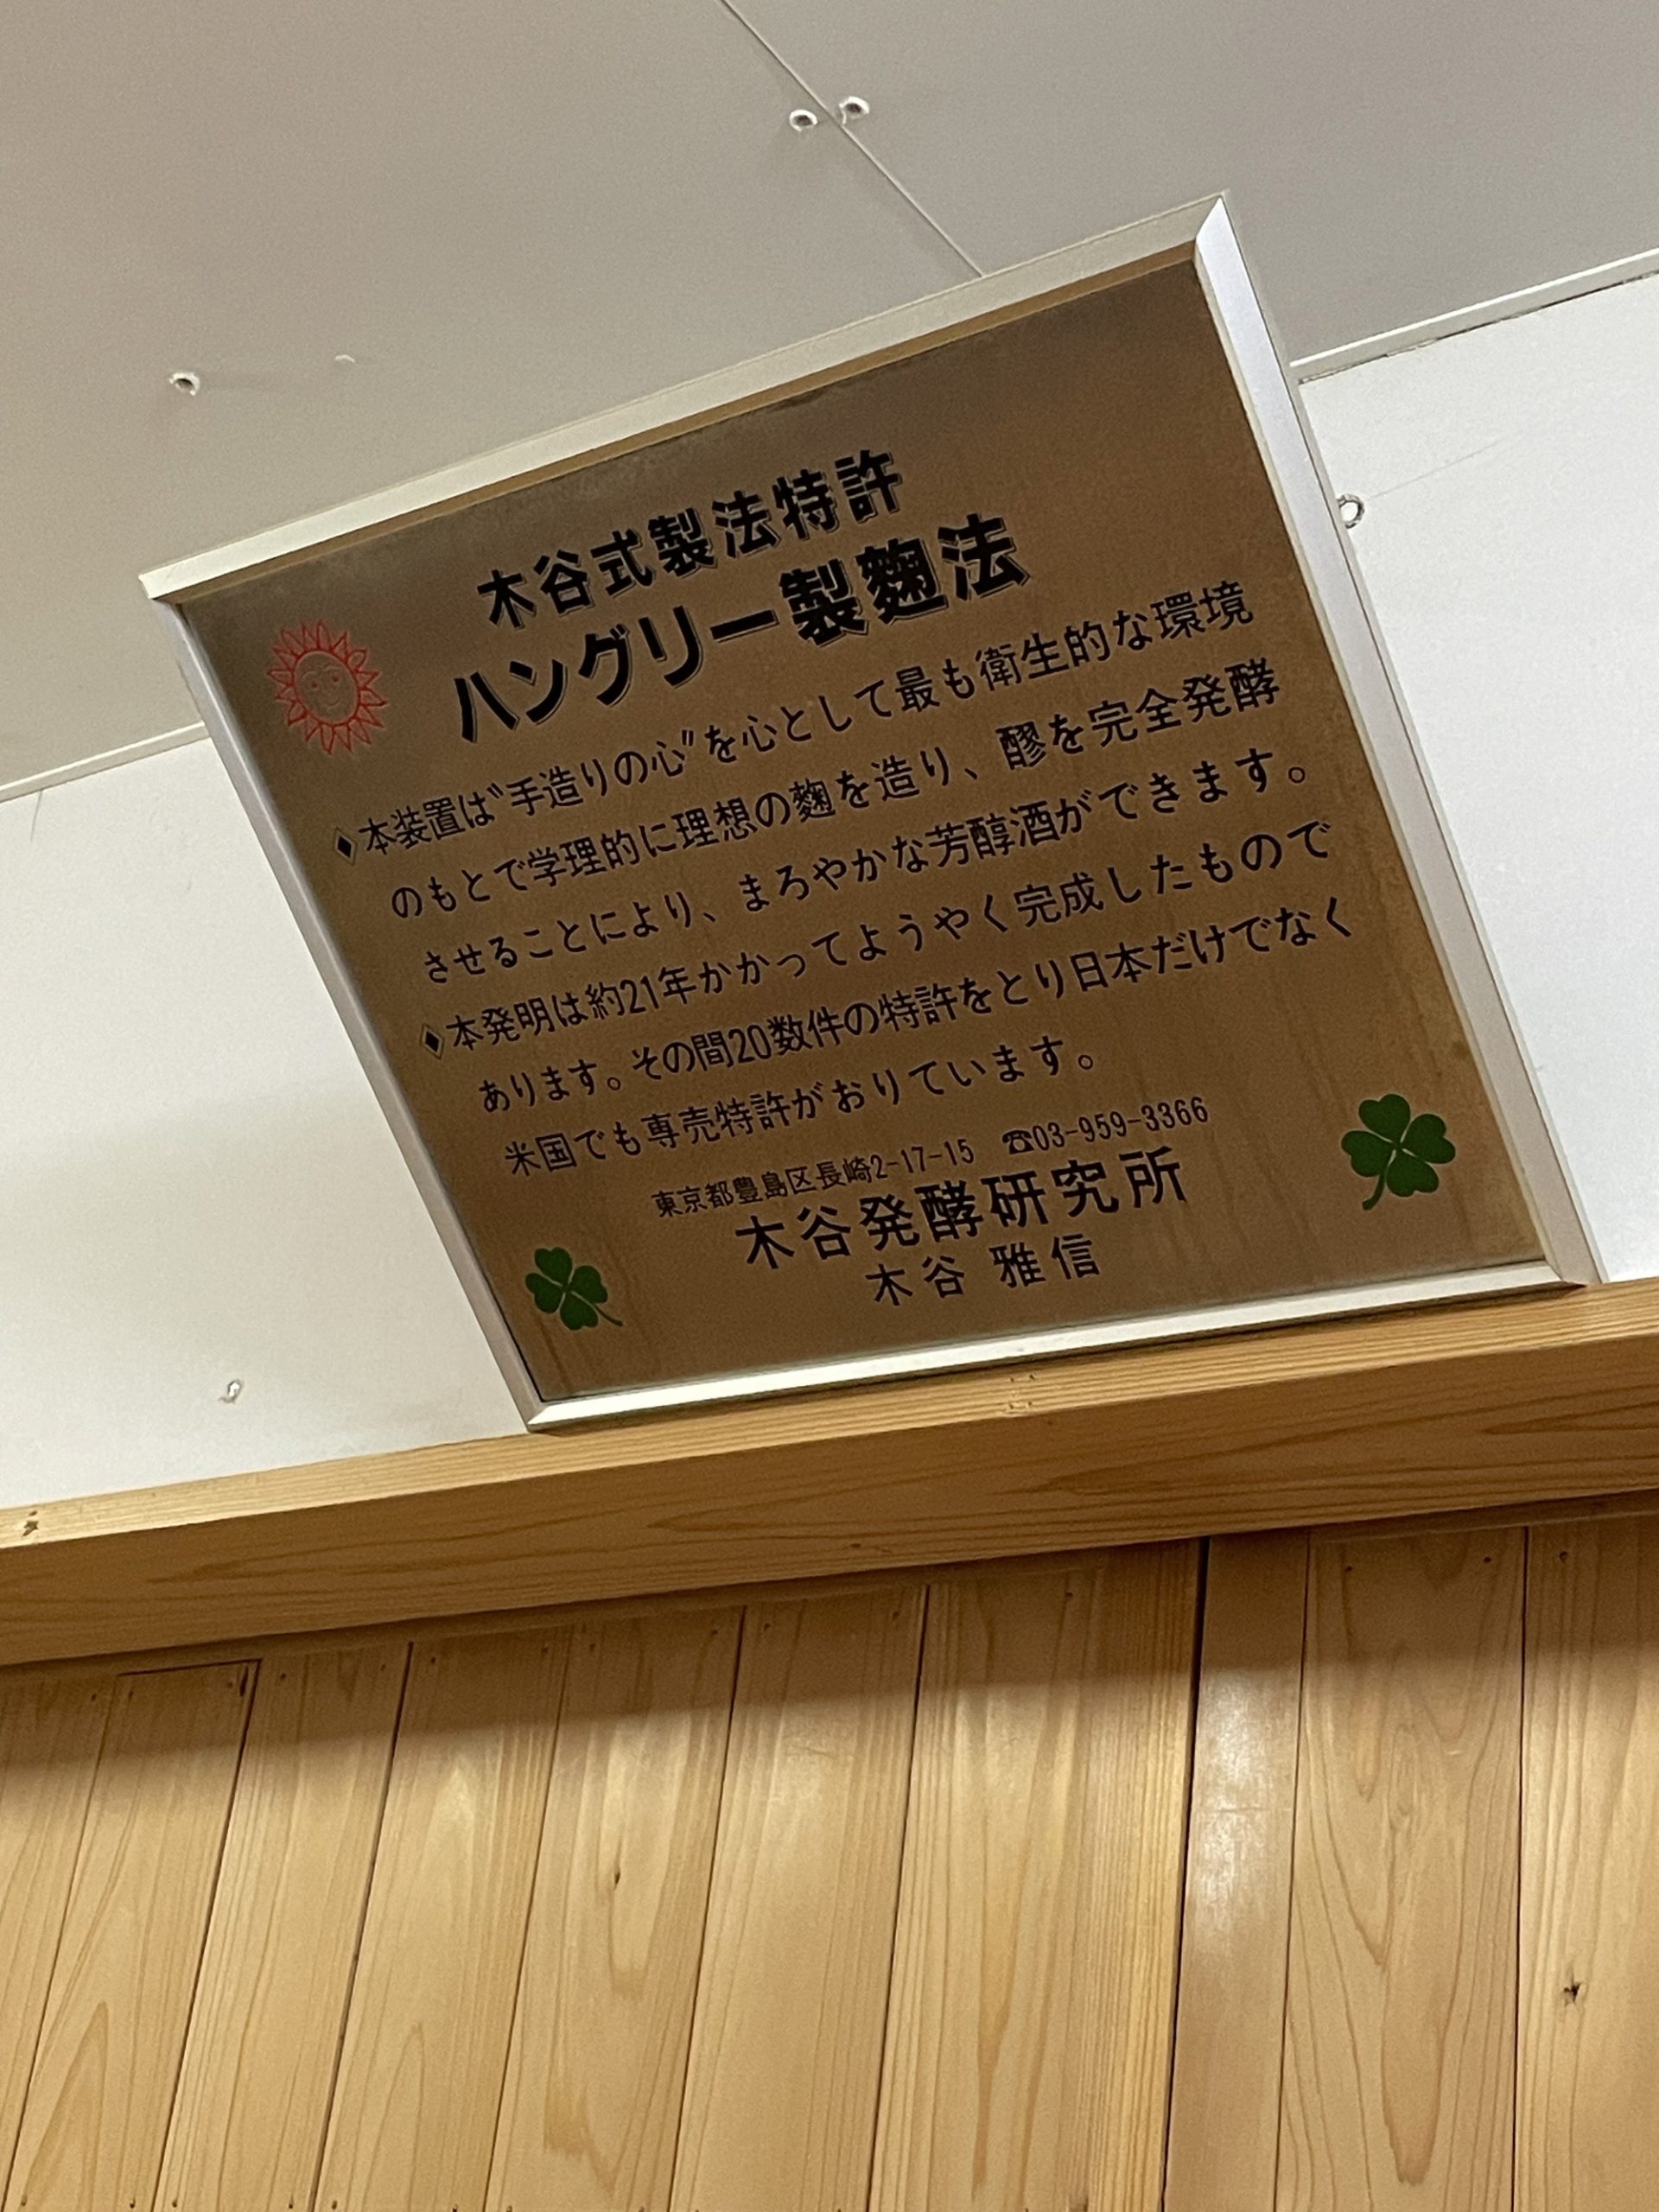 木谷式製法特許
ハングリー製麴法
◆本装置は〝手造りの心〟を心として最も衛生的な環境
のもとで学理的に理想の麴を造り、醪を完全発酵
させることにより、まろやかな芳醇酒ができます。
◆本発明は約21年かかってようやく完成したもので
あります。その間20数件の特許をとり日本だけでなく
米国でも専売特許がおりています。
東京都豊島区長崎2-17-15 ☎03-959-3366
木谷発酵研究所
木谷 雅信